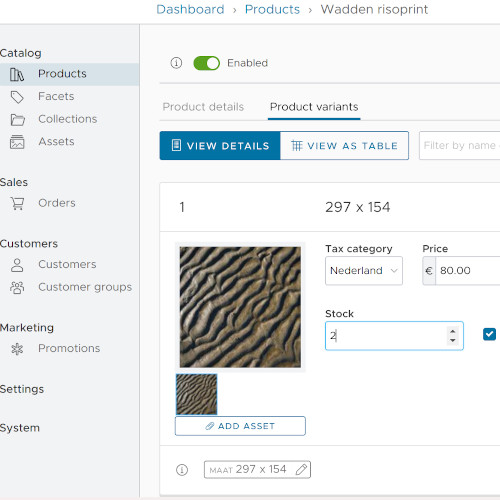 Dashboard › Products › Wadden risoprint
Catalog
Products
Facets
Collections
Assets
Sales
Orders
Customers
Customers
Customer groups
Marketing
Promotions
Settings
System
Enabled
Product details
Product variants
VIEW DETAILS
VIEW AS TABLE
Filter by name
1
297 x 154
Tax category
Price
Nederland
€ 80.00
Stock
2
ADD ASSET
MAAT 297 x 154